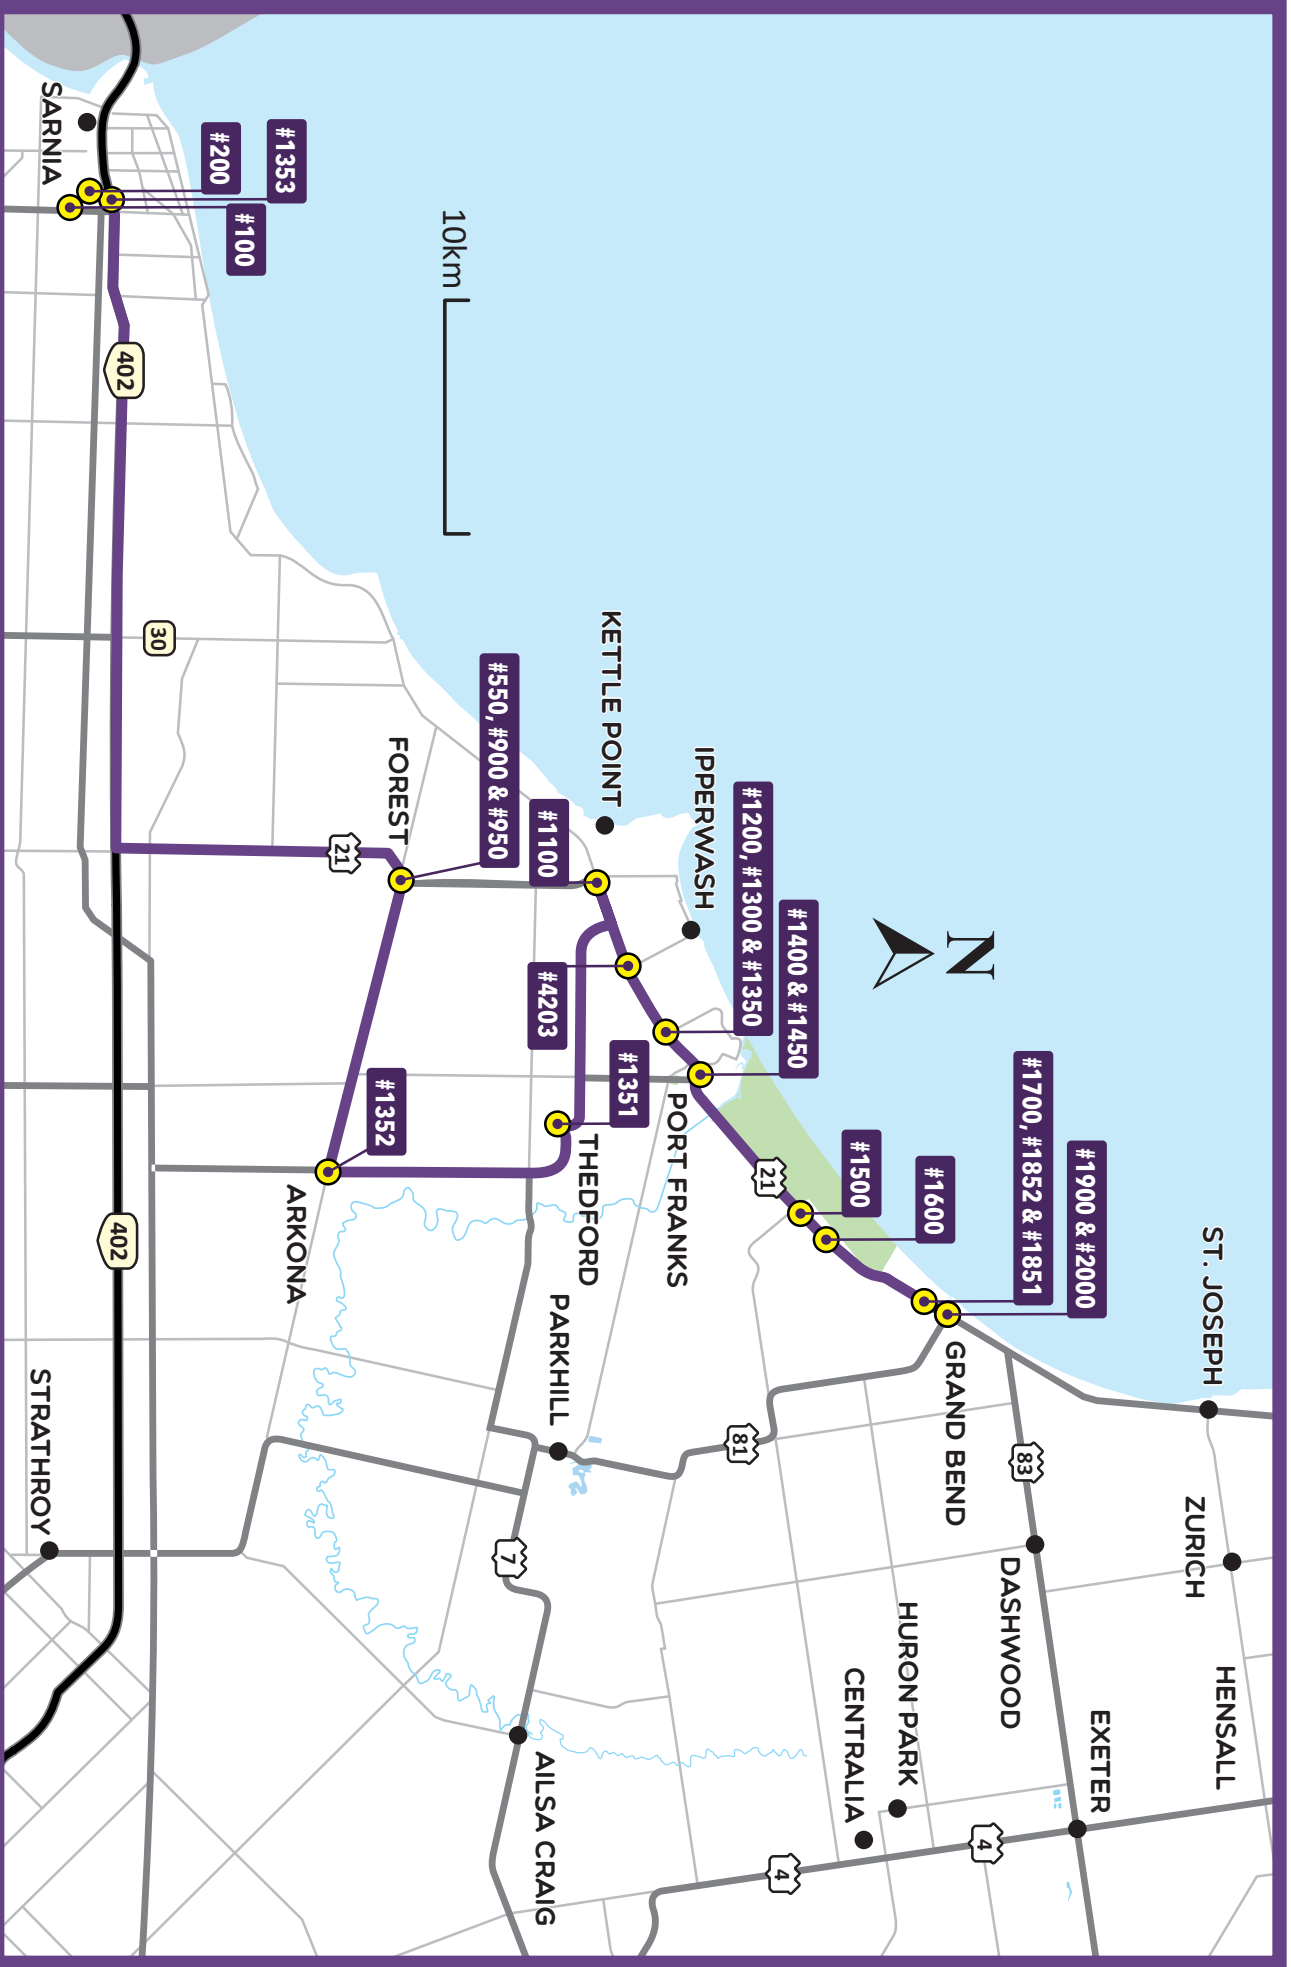 ST. JOSEPH
ZURICH
HENSALL
#1900 & #2000
EXETER
#1700, #1852 & #1851
83
DASHWOOD
N
4
GRAND BEND
#1600
HURON PARK
#1500
CENTRALIA
#1400 & #1450
21
4
#1200, #1300 & #1350
81
IPPERWASH
PORT FRANKS
#1351
KETTLE POINT
THEDFORD
#4203
#1100
PARKHILL
AILSA CRAIG
#550, #900 & #950
7
10km
FOREST
#1352
21
ARKONA
#1353
#100
#200
30
402
402
SARNIA
STRATHROY